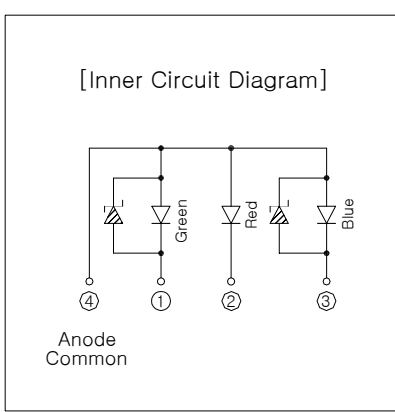 [Inner Circuit Diagram]
Green
Red
Blue
④ ① ② ③
Anode
Common